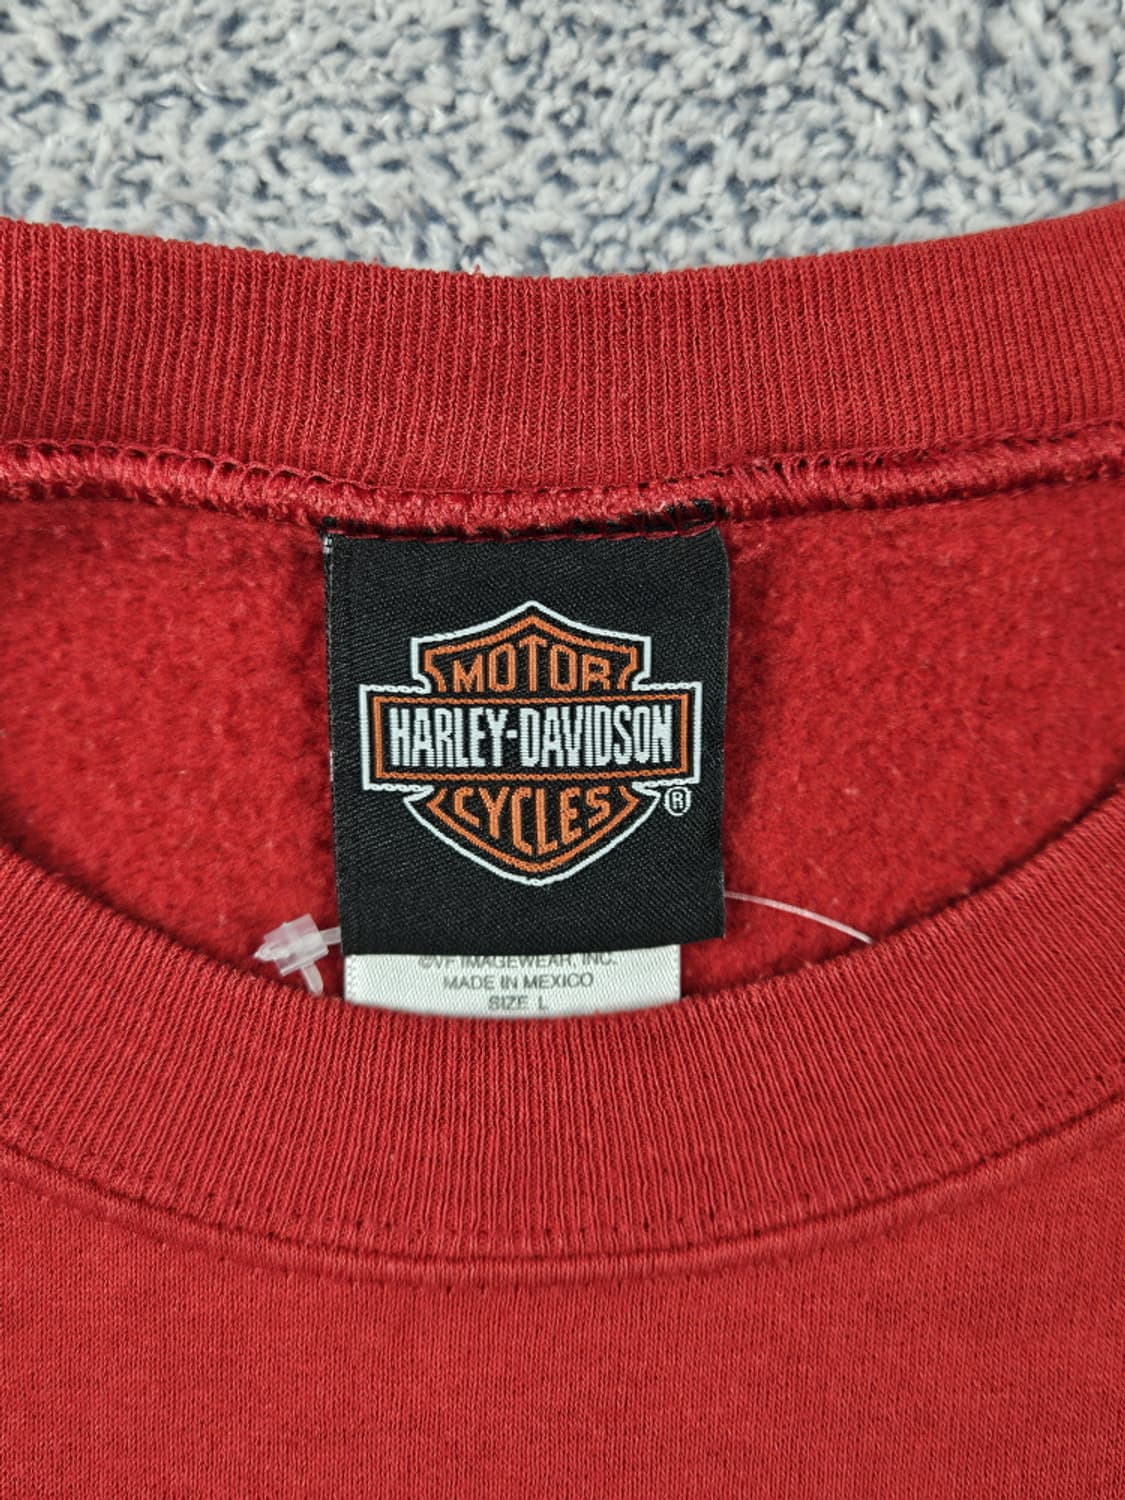 MOTOR
HARLEY-DAVIDSON
CYCLES
®
©VF IMAGEWEAR, INC.
MADE IN MEXICO
SIZE L